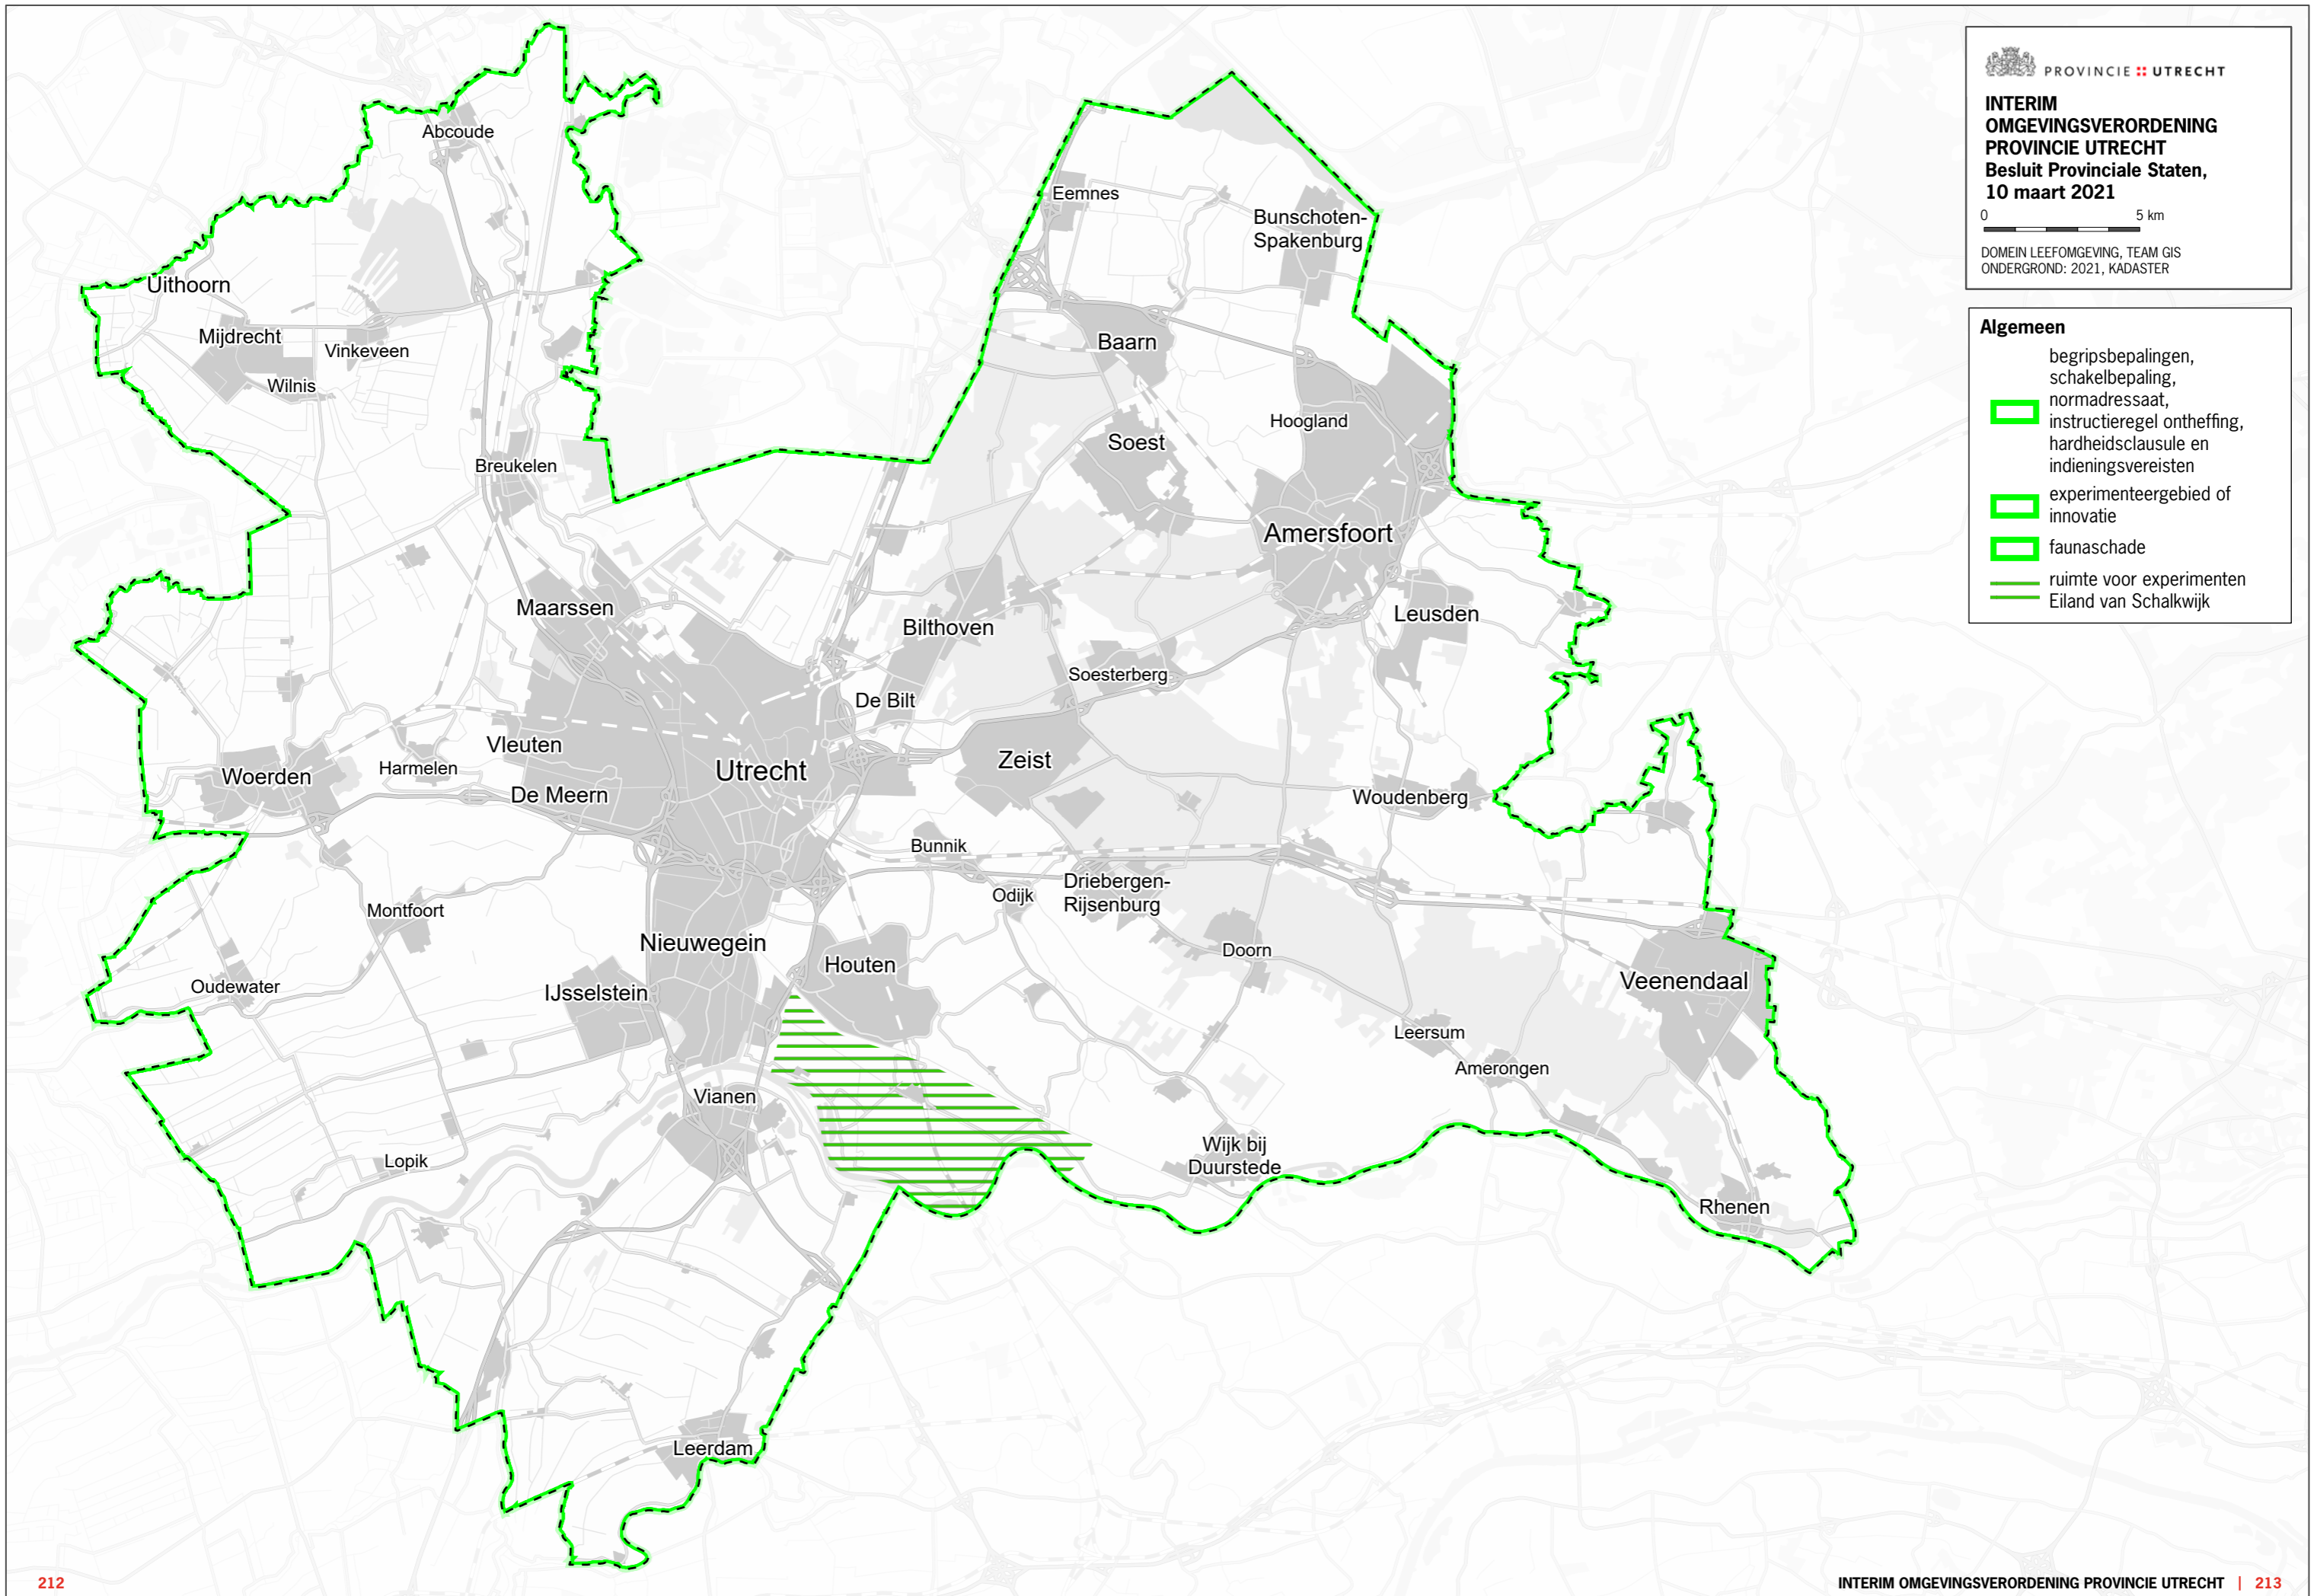 PROVINCIE UTRECHT
INTERIM
OMGEVINGSVERORDENING
PROVINCIE UTRECHT
Besluit Provinciale Staten,
10 maart 2021
0 5 km
DOMEIN LEEFOMGEVING, TEAM GIS
ONDERGROND: 2021, KADASTER
Algemeen
begripsbepalingen,
schakelbepaling,
normadressaat,
instructieregel ontheffing,
hardheidsclausule en
indieningsvereisten
experimenteergebied of
innovatie
faunaschade
ruimte voor experimenten
Eiland van Schalkwijk
Abcoude
Eemnes
Bunschoten-
Spakenburg
Uithoorn
Mijdrecht
Vinkeveen
Wilnis
Baarn
Hoogland
Soest
Breukelen
Amersfoort
Maarssen
Leusden
Bilthoven
Soesterberg
De Bilt
Vleuten
Zeist
Harmelen
Utrecht
Woerden
De Meern
Woudenberg
Bunnik
Driebergen-
Rijsenburg
Odijk
Montfoort
Nieuwegein
Doorn
Houten
Veenendaal
Oudewater
IJsselstein
Leersum
Amerongen
Vianen
Wijk bij
Duurstede
Lopik
Rhenen
Leerdam
212
INTERIM OMGEVINGSVERORDENING PROVINCIE UTRECHT | 213